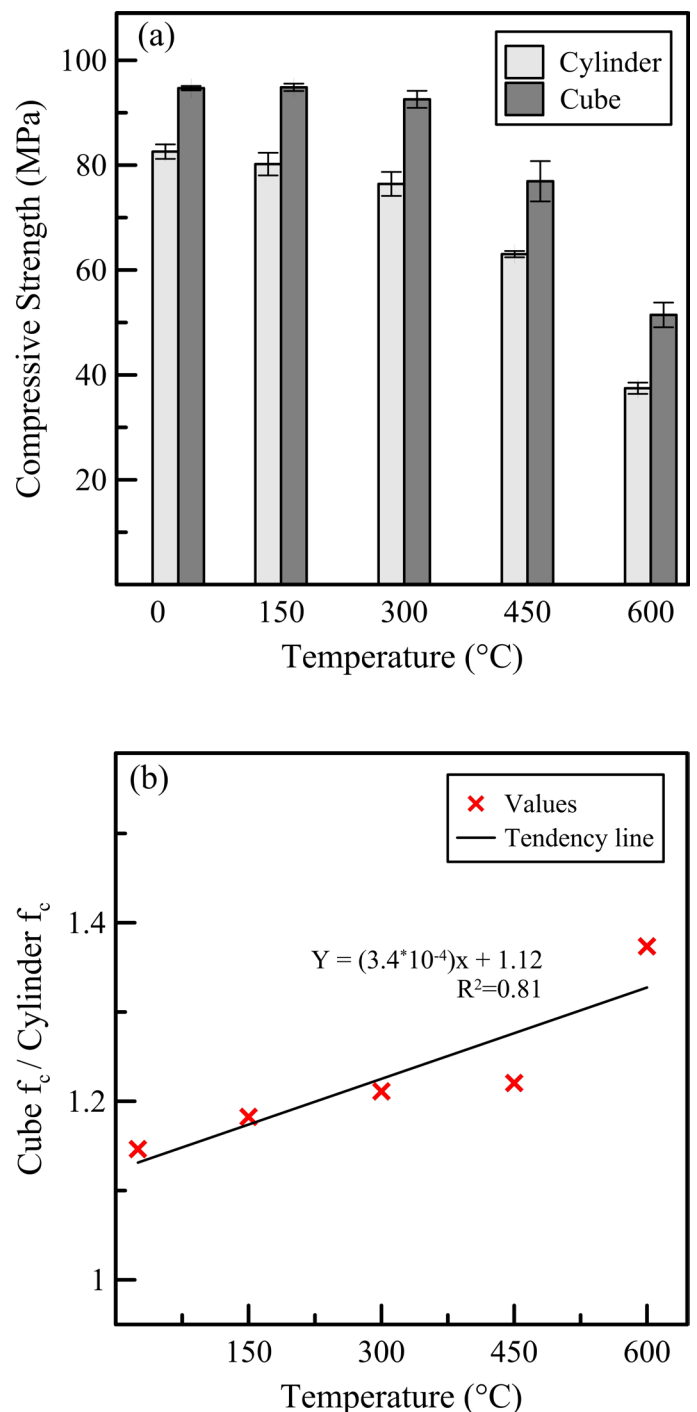 (a)
Cylinder
Cube
Compressive Strength (MPa)
100
80
60
40
20
0 150 300 450 600
Temperature (°C)
(b)
Values
Tendency line
Cube f_c / Cylinder f_c
Y = (3.4*10⁻⁴)x + 1.12
R²=0.81
1.4
1.2
1
150 300 450 600
Temperature (°C)